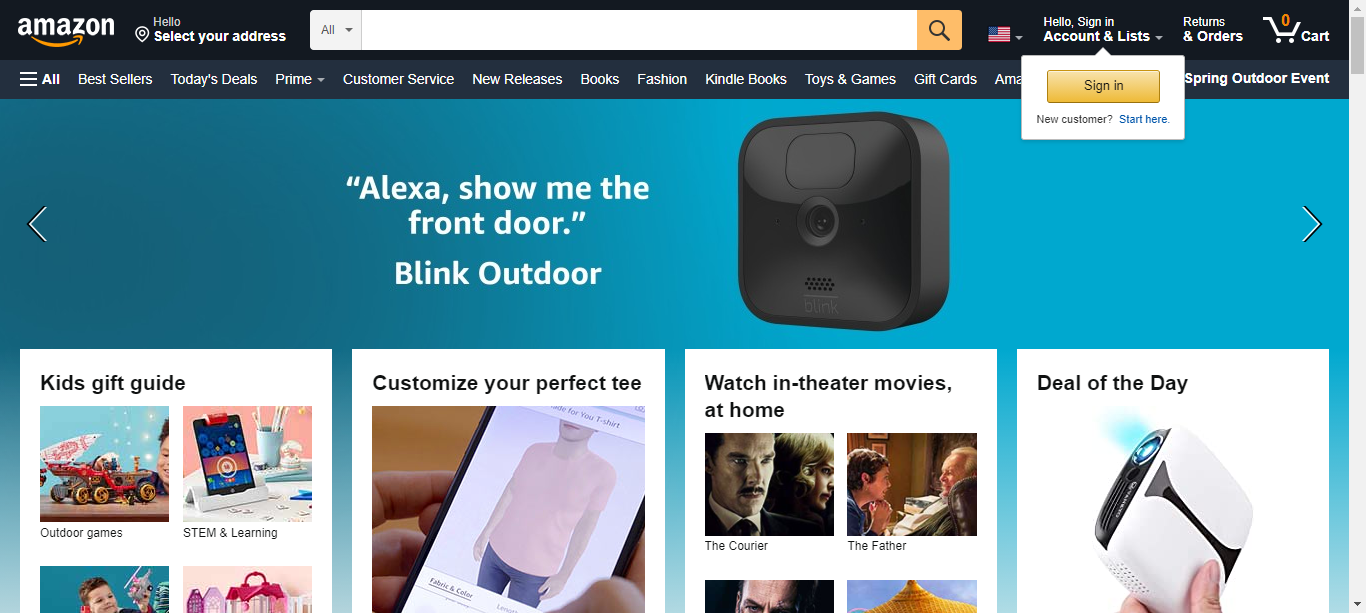 amazon
Hello
Select your address
All
Hello, Sign in
Account & Lists
Returns
& Orders
0
Cart
All
Best Sellers
Today's Deals
Prime
Customer Service
New Releases
Books
Fashion
Kindle Books
Toys & Games
Gift Cards
Spring Outdoor Event
Sign in
New customer? Start here.
“Alexa, show me the
front door.”
Blink Outdoor
blink
Kids gift guide
Outdoor games
STEM & Learning
Customize your perfect tee
ade for You T-shirt
Fabric & Color
Length
Watch in-theater movies,
at home
The Courier
The Father
Deal of the Day